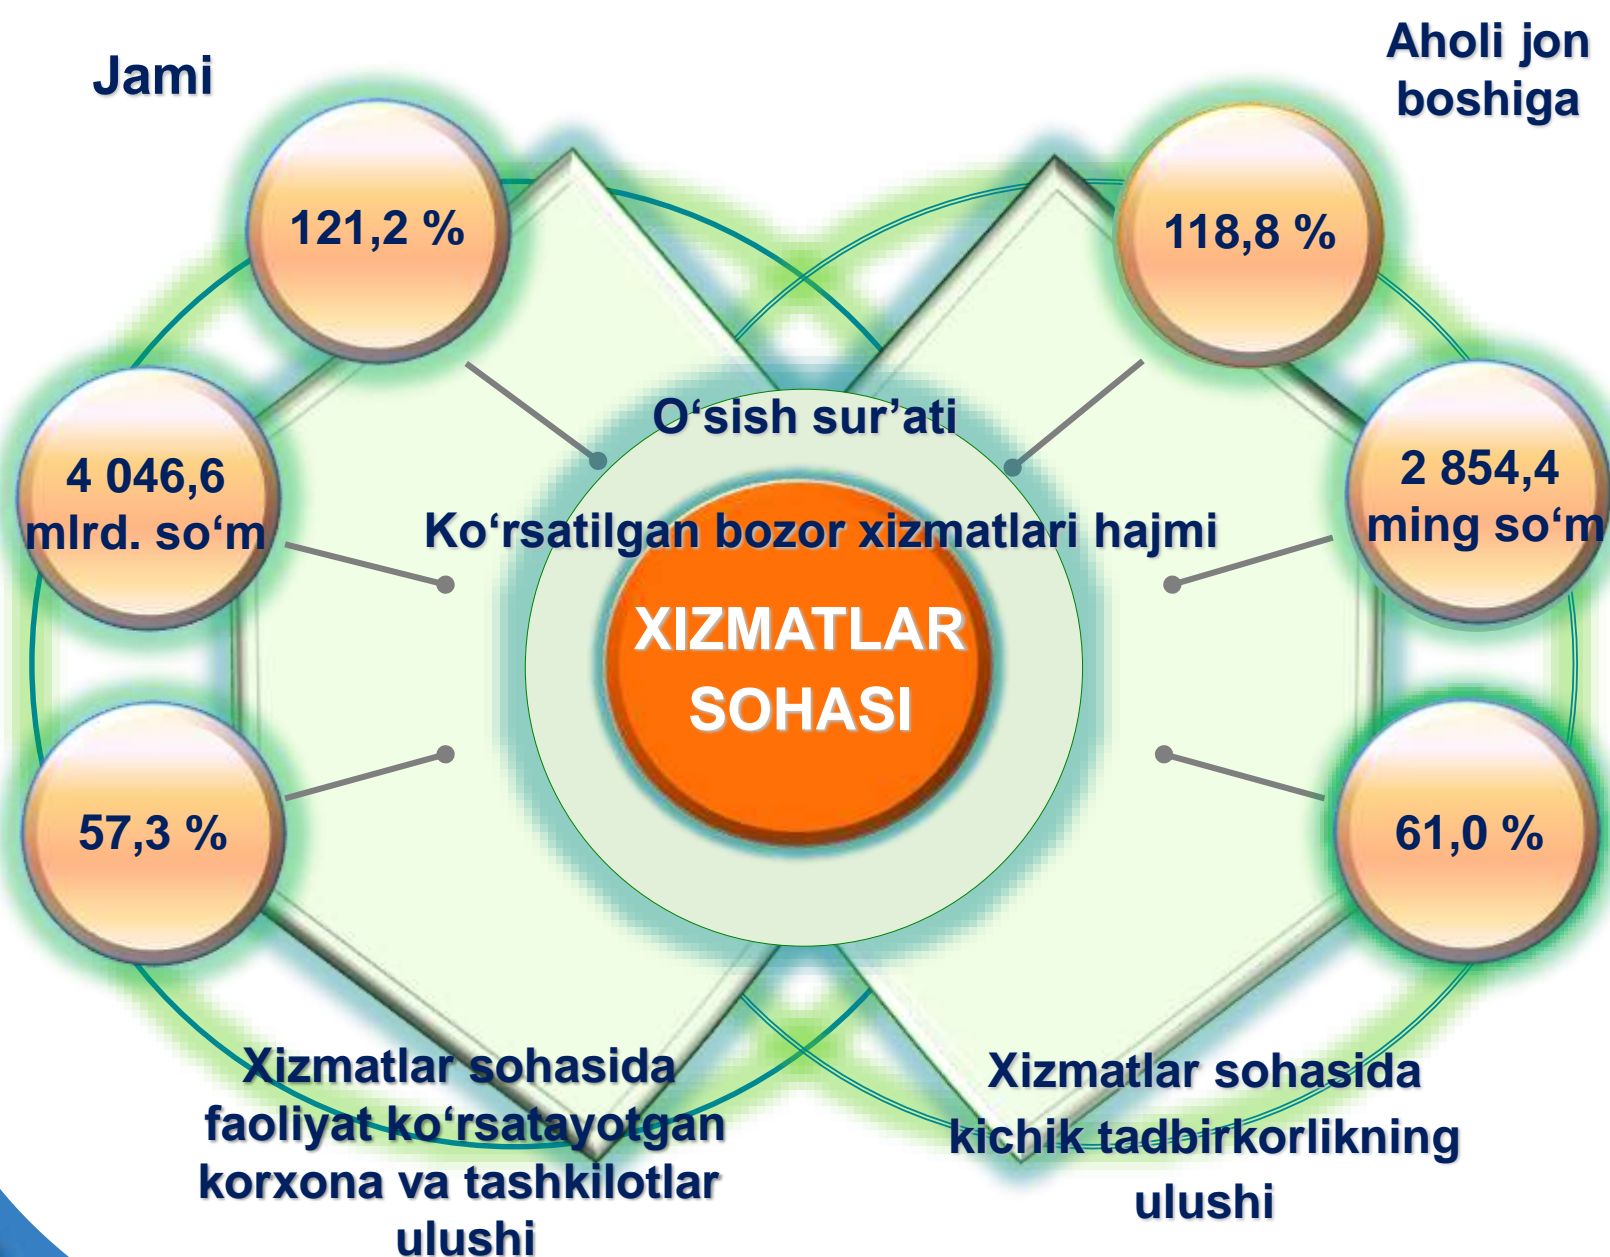 Jami
Aholi jon
boshiga
121,2 %
118,8 %
O‘sish sur’ati
4 046,6
mlrd. so‘m
2 854,4
ming so‘m
Ko‘rsatilgan bozor xizmatlari hajmi
XIZMATLAR
SOHASI
57,3 %
61,0 %
Xizmatlar sohasida
faoliyat ko‘rsatayotgan
korxona va tashkilotlar
ulushi
Xizmatlar sohasida
kichik tadbirkorlikning
ulushi